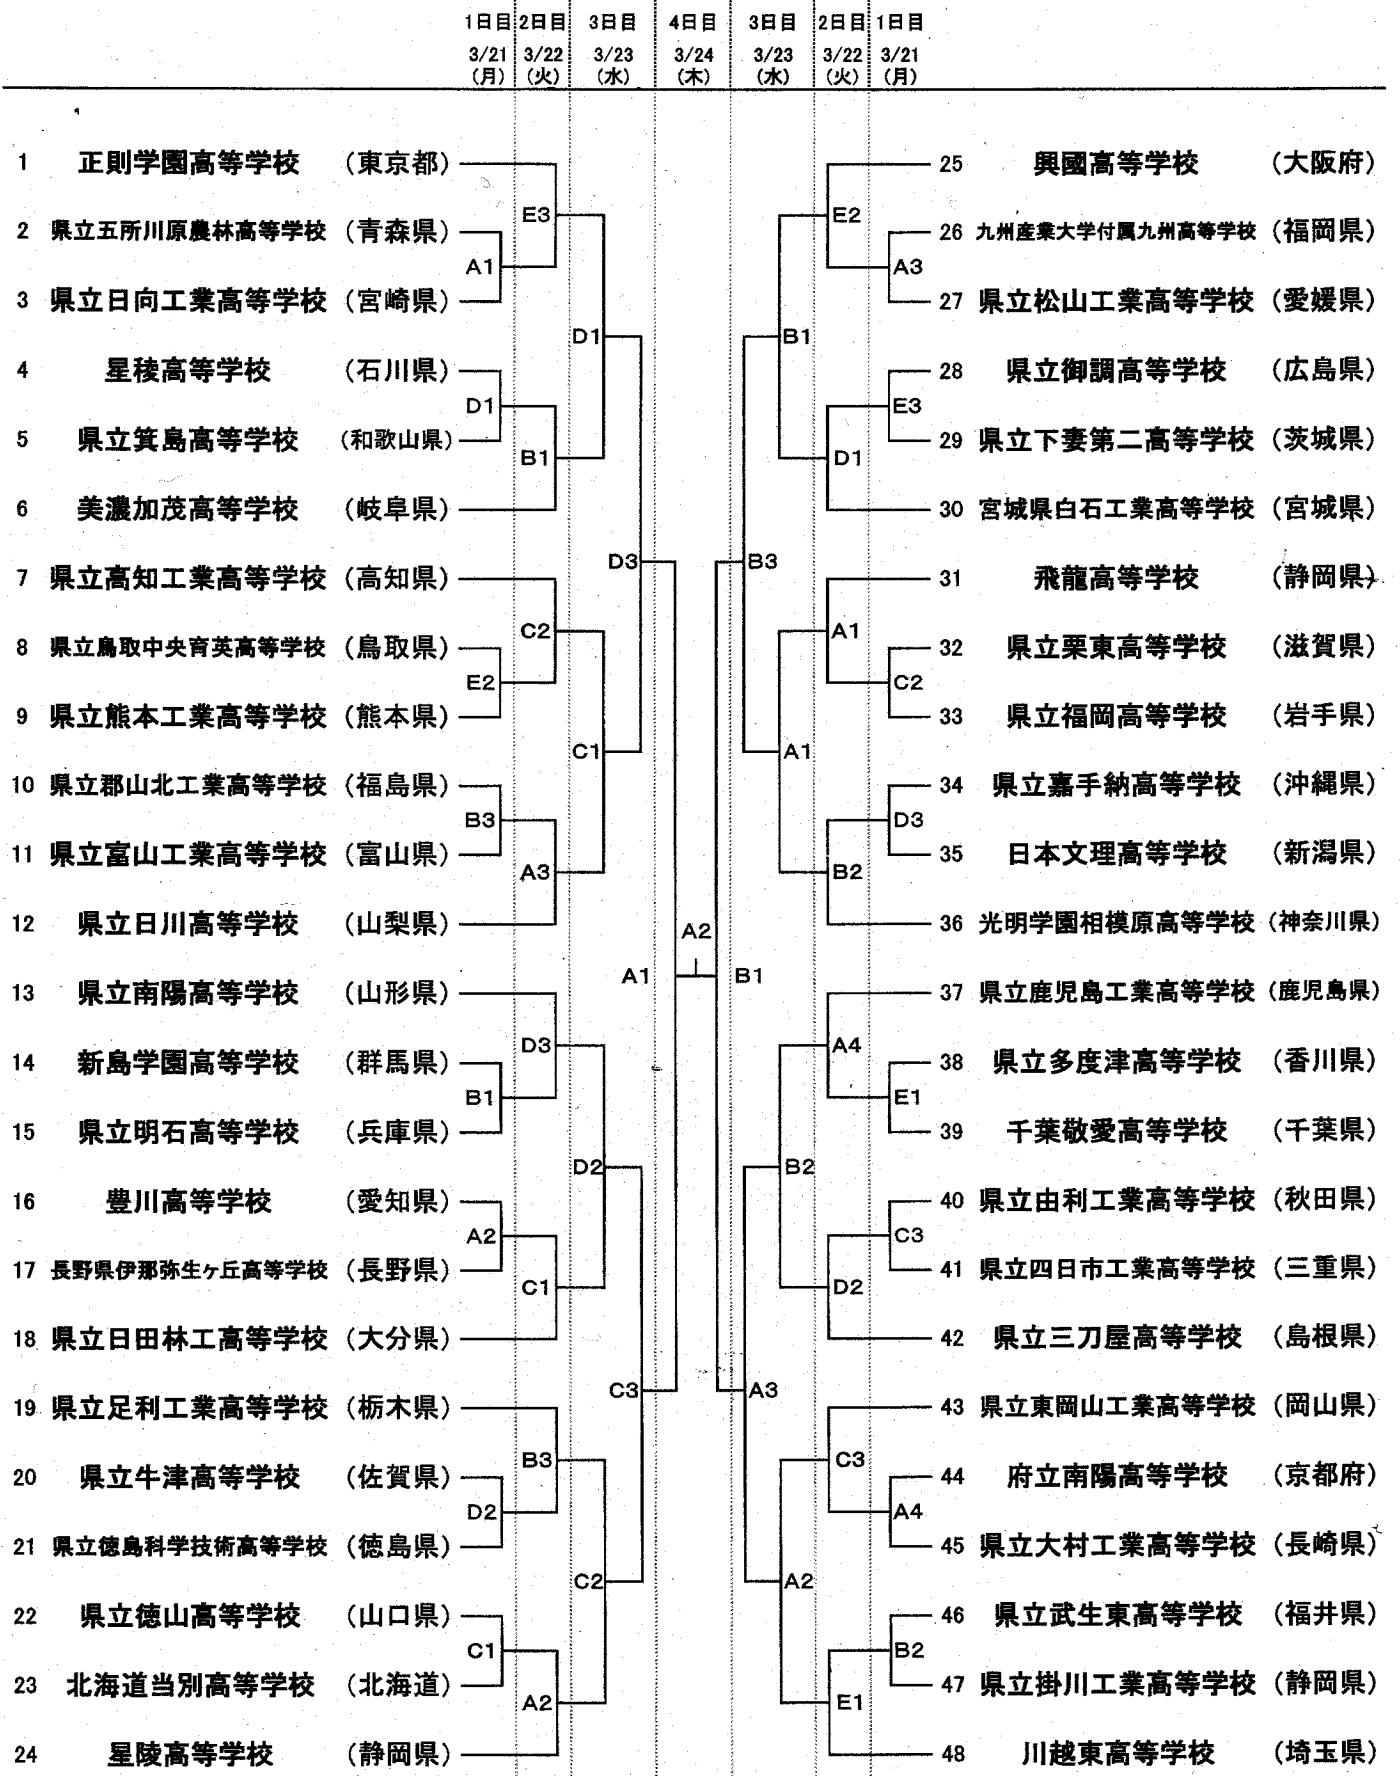 1日目 2日目 3日目 4日目 3日目 2日目 1日目
3/21 3/22 3/23 3/24 3/23 3/22 3/21
(月) (火) (水) (木) (水) (火) (月)
1 正則学園高等学校 (東京都) 25 興國高等学校 (大阪府)
E3 E2
2 県立五所川原農林高等学校 (青森県) 26 九州産業大学付属九州高等学校 (福岡県)
A1 A3
3 県立日向工業高等学校 (宮崎県) 27 県立松山工業高等学校 (愛媛県)
D1 B1
4 星稜高等学校 (石川県) 28 県立御調高等学校 (広島県)
D1 E3
5 県立箕島高等学校 (和歌山県) 29 県立下妻第二高等学校 (茨城県)
B1 D1
6 美濃加茂高等学校 (岐阜県) 30 宮城県白石工業高等学校 (宮城県)
D3 B3
7 県立高知工業高等学校 (高知県) 31 飛龍高等学校 (静岡県)
C2 A1
8 県立鳥取中央育英高等学校 (鳥取県) 32 県立栗東高等学校 (滋賀県)
E2 C2
9 県立熊本工業高等学校 (熊本県) 33 県立福岡高等学校 (岩手県)
C1 A1
10 県立郡山北工業高等学校 (福島県) 34 県立嘉手納高等学校 (沖縄県)
B3 D3
11 県立富山工業高等学校 (富山県) 35 日本文理高等学校 (新潟県)
A3 B2
12 県立日川高等学校 (山梨県) 36 光明学園相模原高等学校 (神奈川県)
A2
A1 B1
13 県立南陽高等学校 (山形県) 37 県立鹿児島工業高等学校 (鹿児島県)
D3 A4
14 新島学園高等学校 (群馬県) 38 県立多度津高等学校 (香川県)
B1 E1
15 県立明石高等学校 (兵庫県) 39 千葉敬愛高等学校 (千葉県)
D2 B2
16 豊川高等学校 (愛知県) 40 県立由利工業高等学校 (秋田県)
A2 C3
17 長野県伊那弥生ヶ丘高等学校 (長野県) 41 県立四日市工業高等学校 (三重県)
C1 D2
18 県立日田林工高等学校 (大分県) 42 県立三刀屋高等学校 (島根県)
C3 A3
19 県立足利工業高等学校 (栃木県) 43 県立東岡山工業高等学校 (岡山県)
B3 C3
20 県立牛津高等学校 (佐賀県) 44 府立南陽高等学校 (京都府)
D2 A4
21 県立徳島科学技術高等学校 (徳島県) 45 県立大村工業高等学校 (長崎県)
C2 A2
22 県立徳山高等学校 (山口県) 46 県立武生東高等学校 (福井県)
C1 B2
23 北海道当別高等学校 (北海道) 47 県立掛川工業高等学校 (静岡県)
A2 E1
24 星陵高等学校 (静岡県) 48 川越東高等学校 (埼玉県)